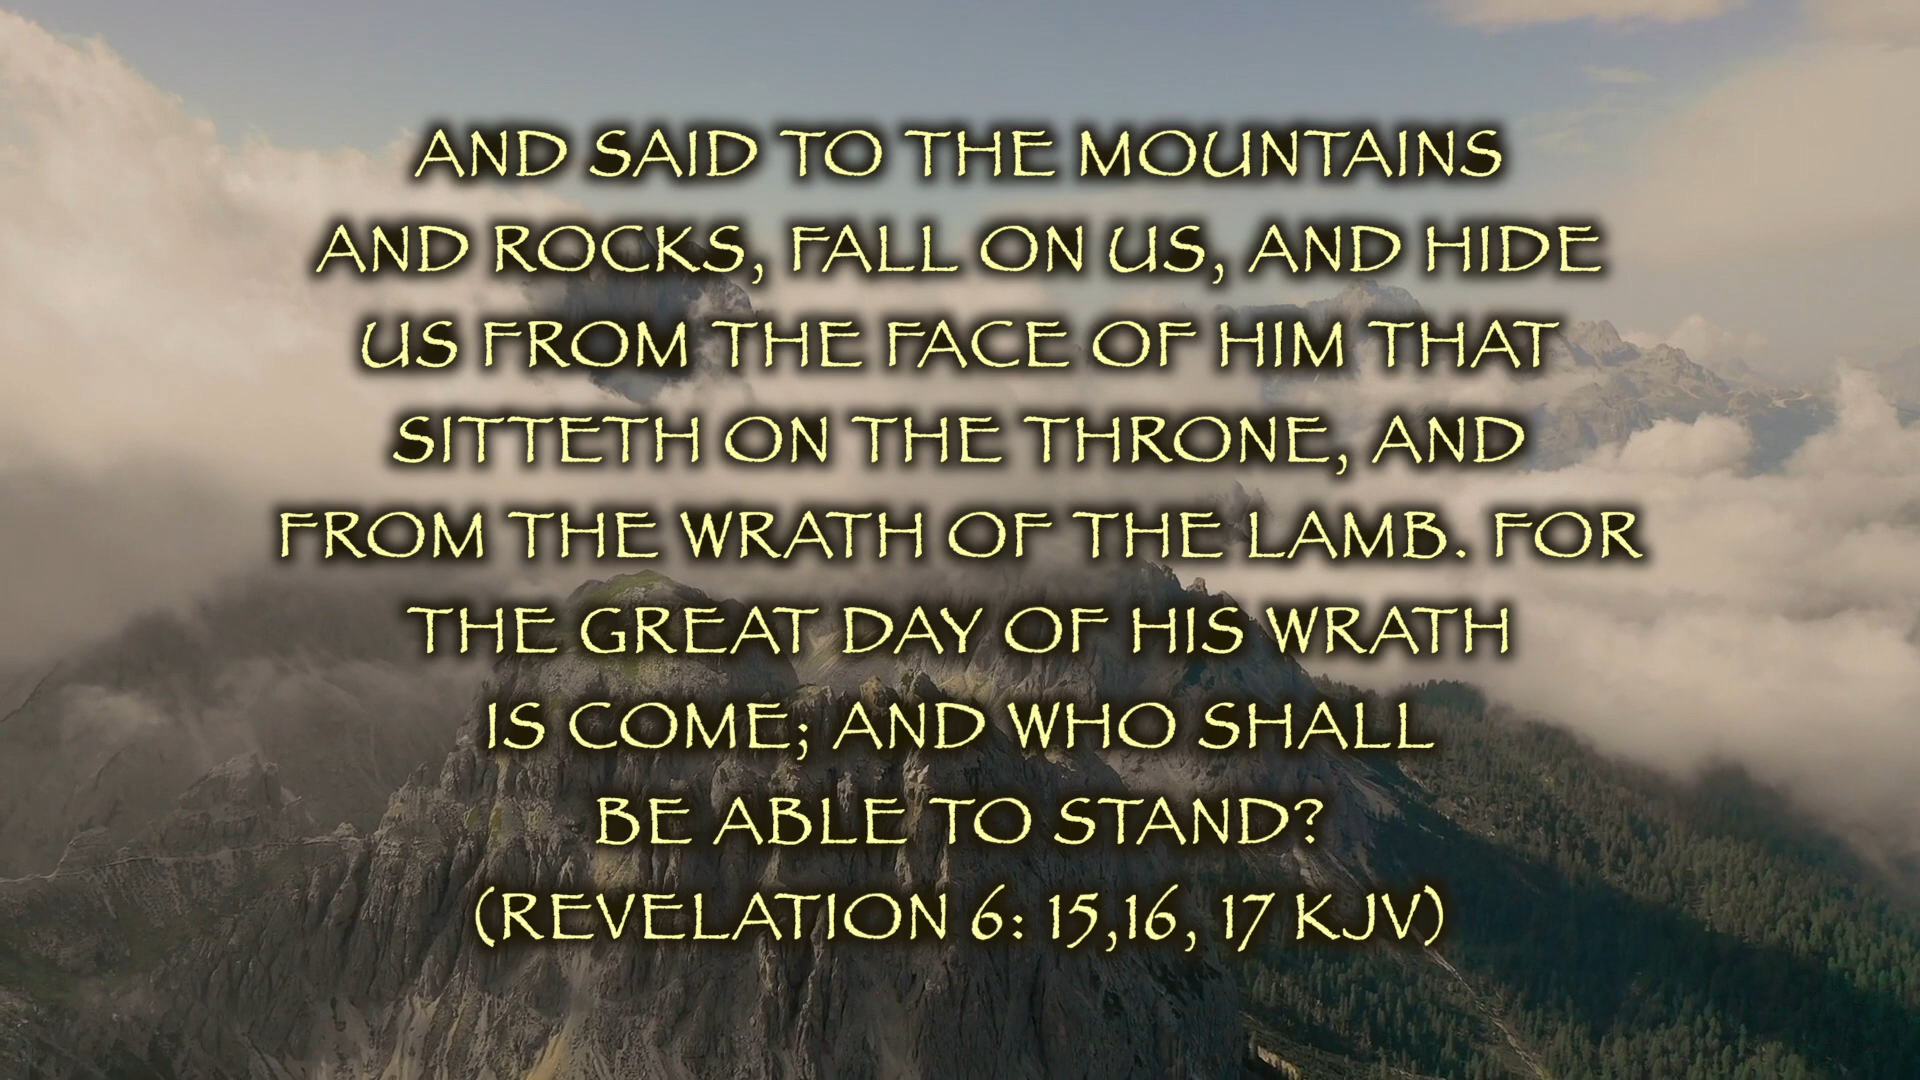 AND SAID TO THE MOUNTAINS
AND ROCKS, FALL ON US, AND HIDE
US FROM THE FACE OF HIM THAT
SITTETH ON THE THRONE, AND
FROM THE WRATH OF THE LAMB. FOR
THE GREAT DAY OF HIS WRATH
IS COME; AND WHO SHALL
BE ABLE TO STAND?
(REVELATION 6: 15,16, 17 KJV)